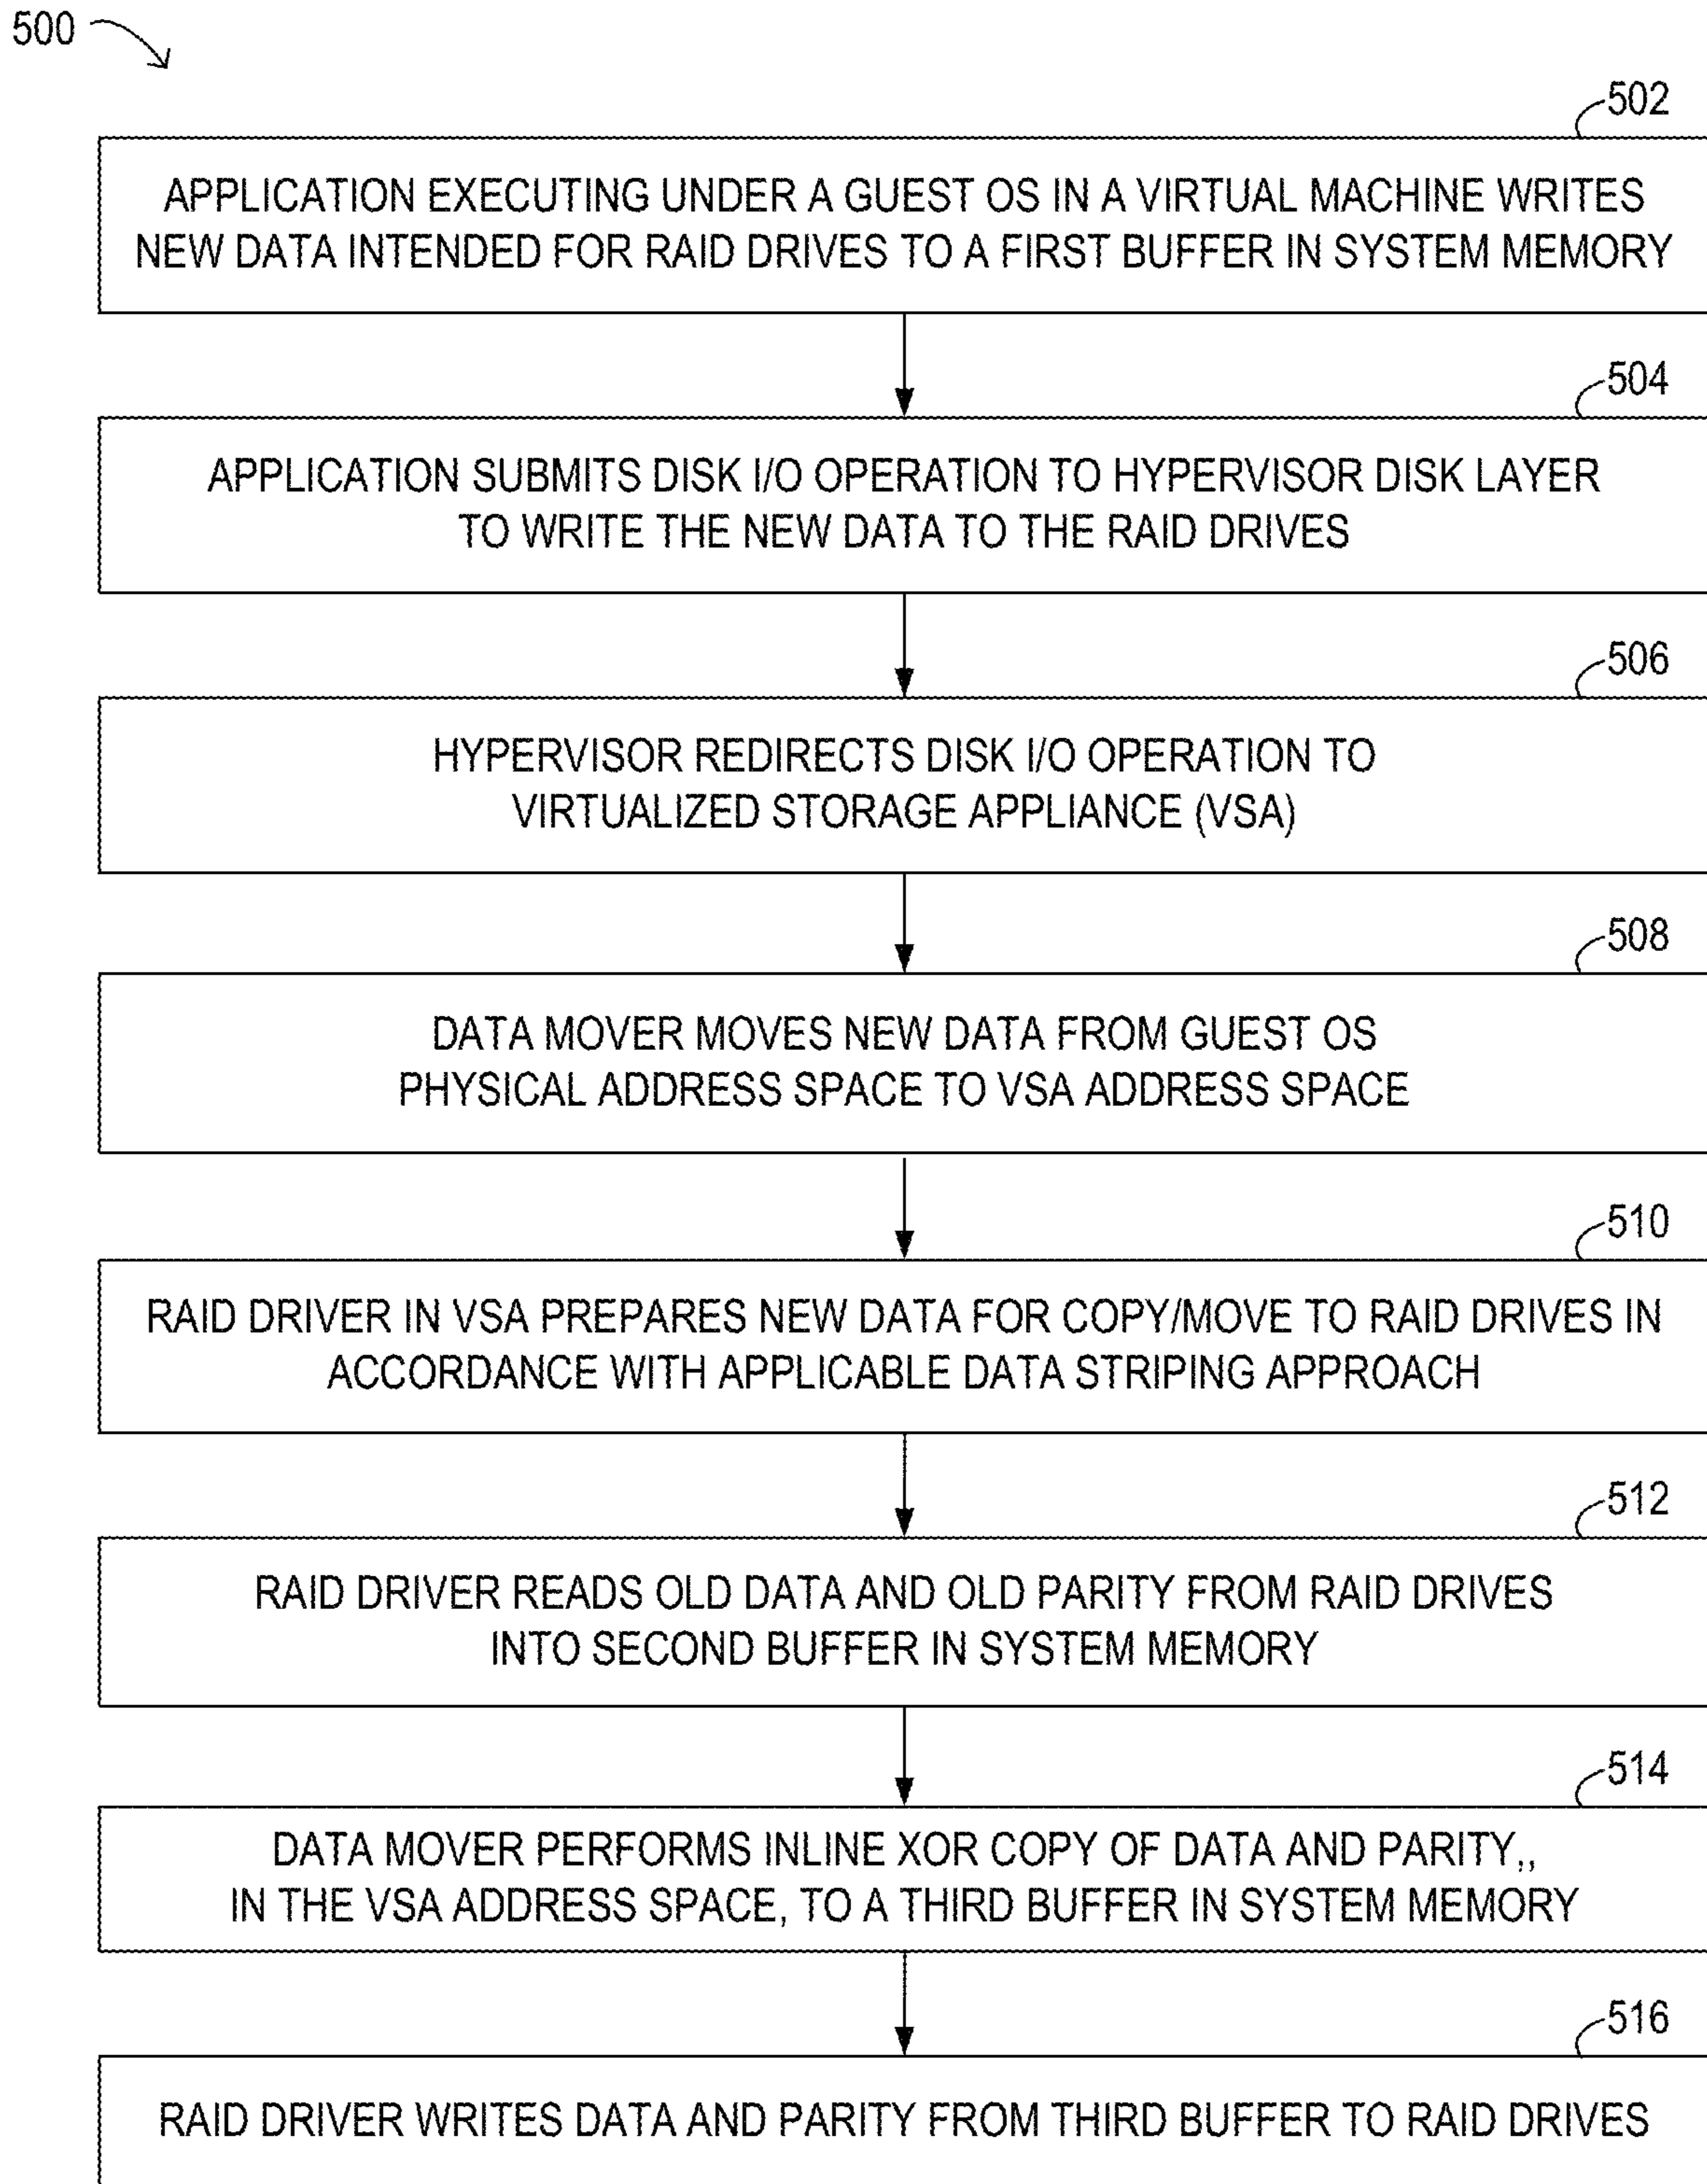 500
502
APPLICATION EXECUTING UNDER A GUEST OS IN A VIRTUAL MACHINE WRITES
NEW DATA INTENDED FOR RAID DRIVES TO A FIRST BUFFER IN SYSTEM MEMORY
504
APPLICATION SUBMITS DISK I/O OPERATION TO HYPERVISOR DISK LAYER
TO WRITE THE NEW DATA TO THE RAID DRIVES
506
HYPERVISOR REDIRECTS DISK I/O OPERATION TO
VIRTUALIZED STORAGE APPLIANCE (VSA)
508
DATA MOVER MOVES NEW DATA FROM GUEST OS
PHYSICAL ADDRESS SPACE TO VSA ADDRESS SPACE
510
RAID DRIVER IN VSA PREPARES NEW DATA FOR COPY/MOVE TO RAID DRIVES IN
ACCORDANCE WITH APPLICABLE DATA STRIPING APPROACH
512
RAID DRIVER READS OLD DATA AND OLD PARITY FROM RAID DRIVES
INTO SECOND BUFFER IN SYSTEM MEMORY
514
DATA MOVER PERFORMS INLINE XOR COPY OF DATA AND PARITY,,
IN THE VSA ADDRESS SPACE, TO A THIRD BUFFER IN SYSTEM MEMORY
516
RAID DRIVER WRITES DATA AND PARITY FROM THIRD BUFFER TO RAID DRIVES